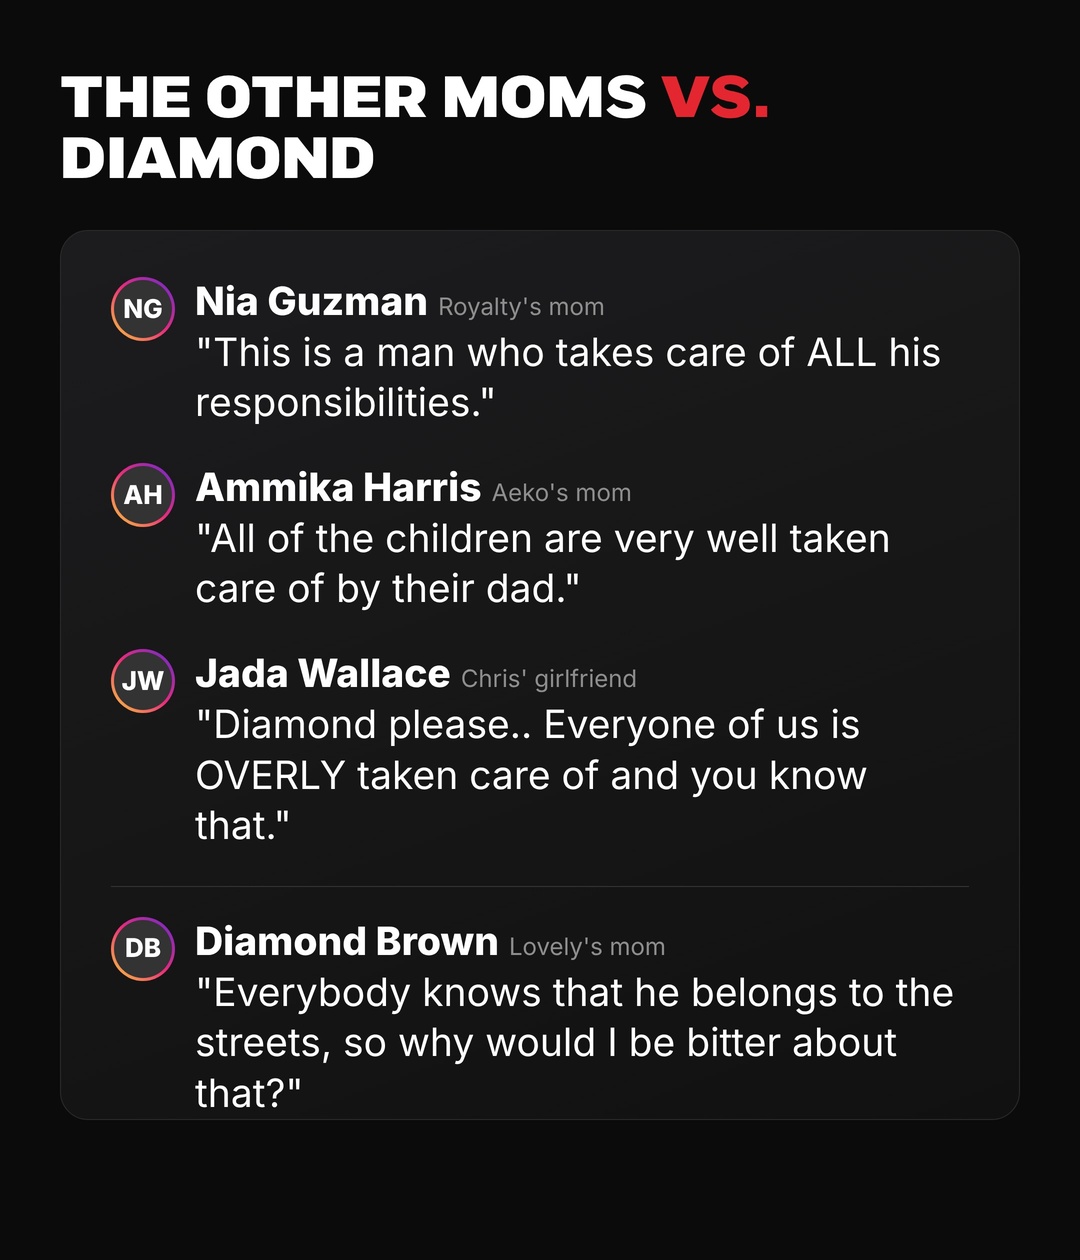 THE OTHER MOMS VS.
DIAMOND
NG
Nia Guzman Royalty's mom
"This is a man who takes care of ALL his
responsibilities."
AH
Ammika Harris Aeko's mom
"All of the children are very well taken
care of by their dad."
JW
Jada Wallace Chris' girlfriend
"Diamond please.. Everyone of us is
OVERLY taken care of and you know
that."
DB
Diamond Brown Lovely's mom
"Everybody knows that he belongs to the
streets, so why would I be bitter about
that?"